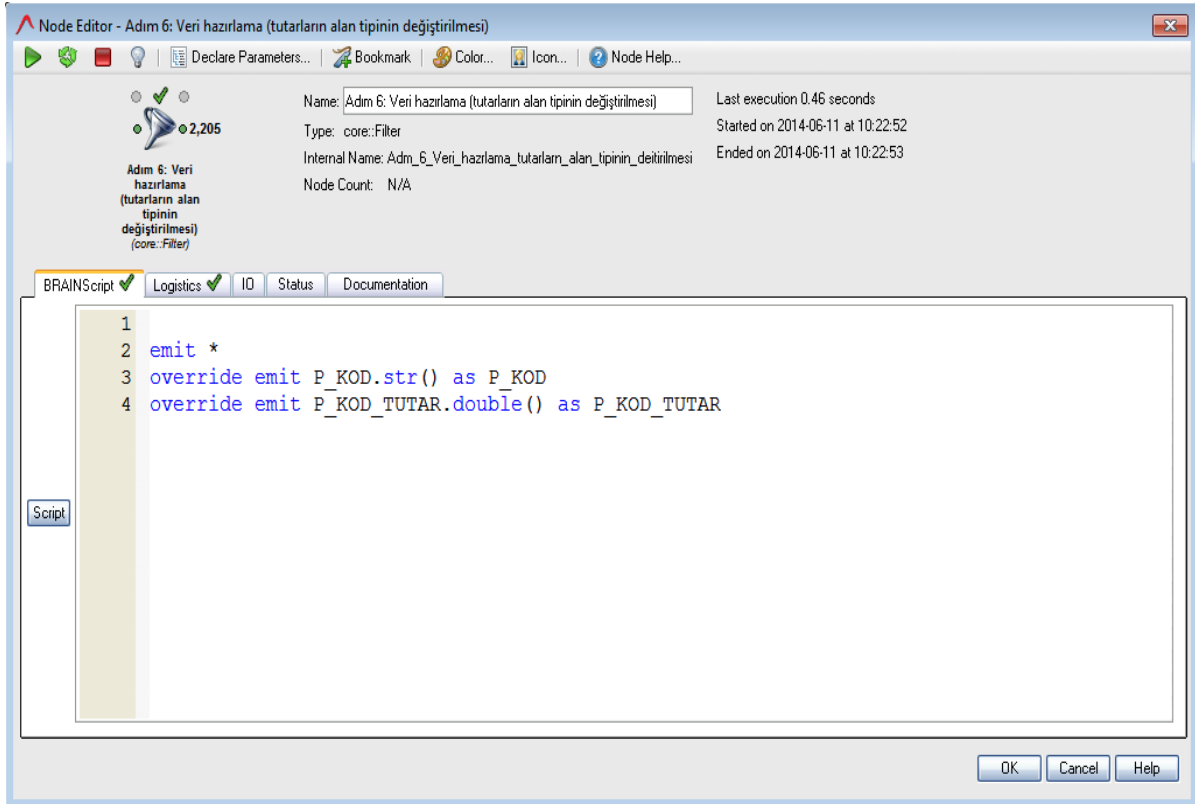 Node Editor - Adım 6: Veri hazırlama (tutarların alan tipinin değiştirilmesi)
Declare Parameters... Bookmark Color... Icon... Node Help...
2,205
Adım 6: Veri
hazırlama
(tutarların alan
tipinin
değiştirilmesi)
(core::Filter)
Name: Adım 6: Veri hazırlama (tutarların alan tipinin değiştirilmesi)
Type: core::Filter
Internal Name: Adm_6_Veri_hazrlama_tutarlarn_alan_tipinin_deitirilmesi
Node Count: N/A
Last execution 0.46 seconds
Started on 2014-06-11 at 10:22:52
Ended on 2014-06-11 at 10:22:53
BRAINScript Logistics IO Status Documentation
Script
1
2 emit *
3 override emit P_KOD.str() as P_KOD
4 override emit P_KOD_TUTAR.double() as P_KOD_TUTAR
OK Cancel Help